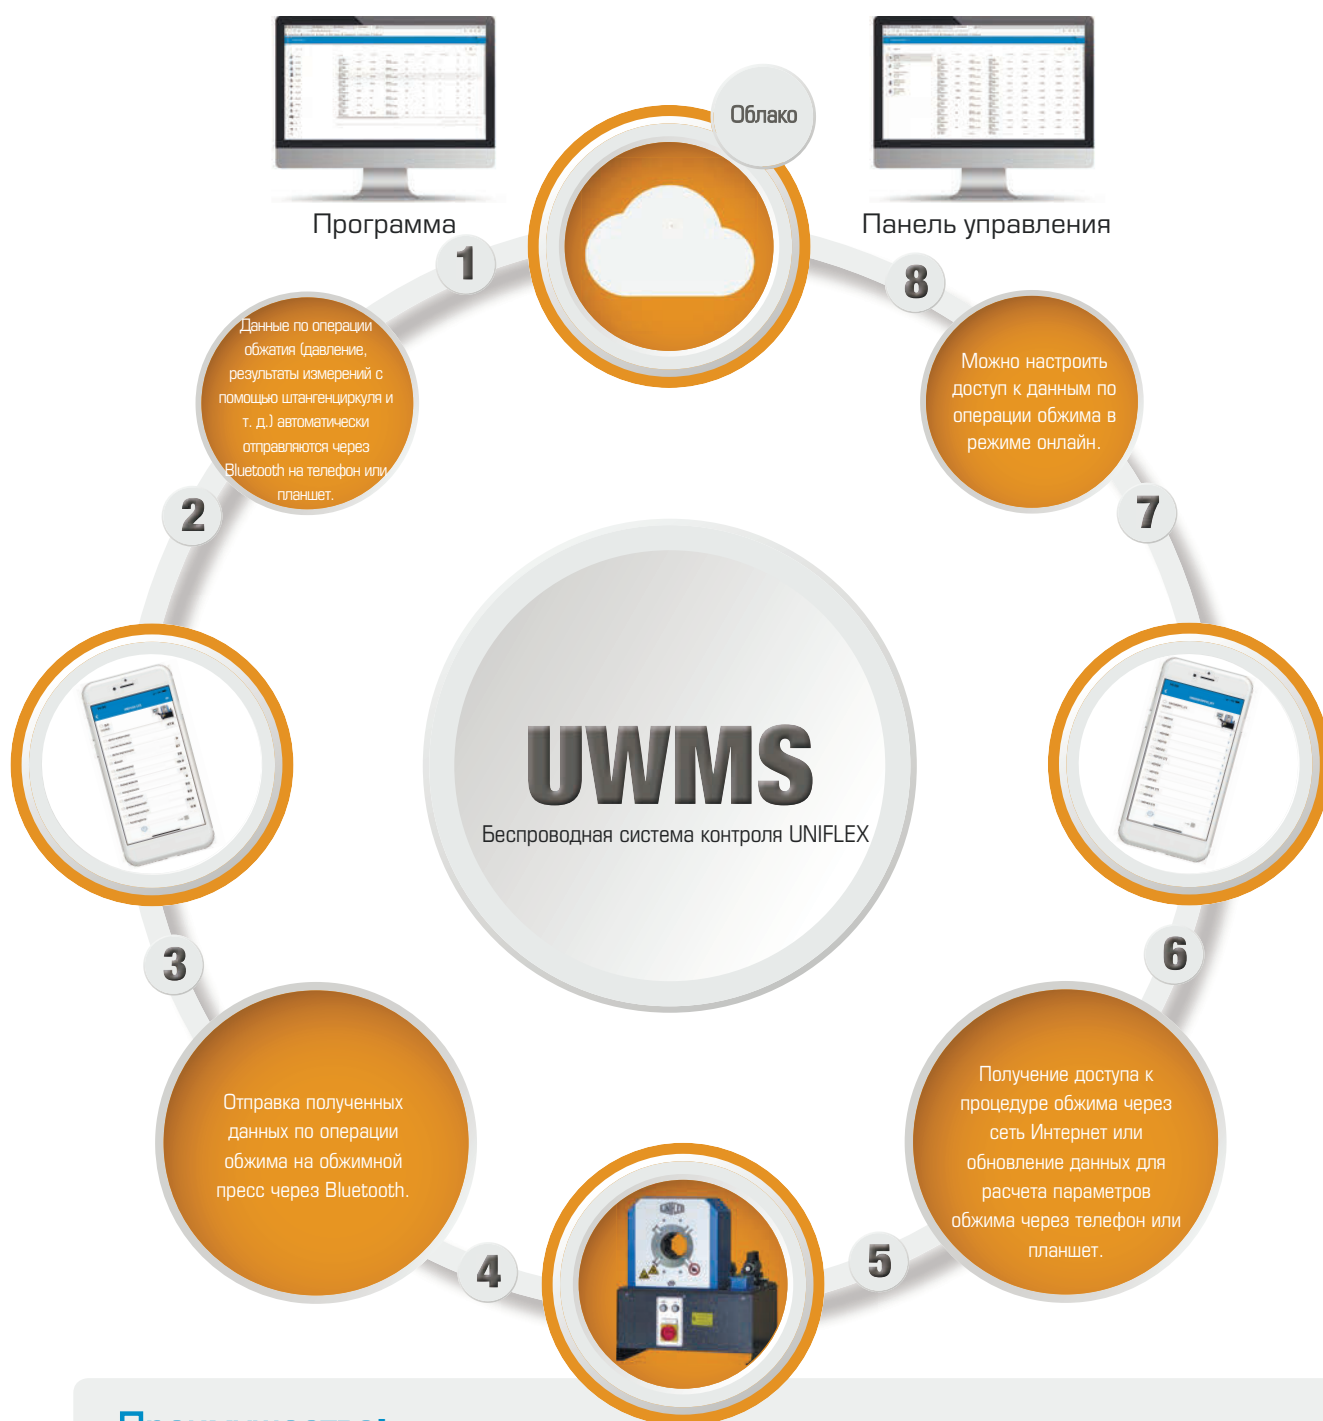 Облако
Программа
Панель управления
1
8
Данные по операции
обжатия (давление,
результаты измерений с
помощью штангенциркуля и
т. д.) автоматически
отправляются через
Bluetooth на телефон или
планшет.
Можно настроить
доступ к данным по
операции обжима в
режиме онлайн.
2
7
UWMS
Беспроводная система контроля UNIFLEX
3
6
Отправка полученных
данных по операции
обжима на обжимной
пресс через Bluetooth.
Получение доступа к
процедуре обжима через
сеть Интернет или
обновление данных для
расчета параметров
обжима через телефон или
планшет.
4
5